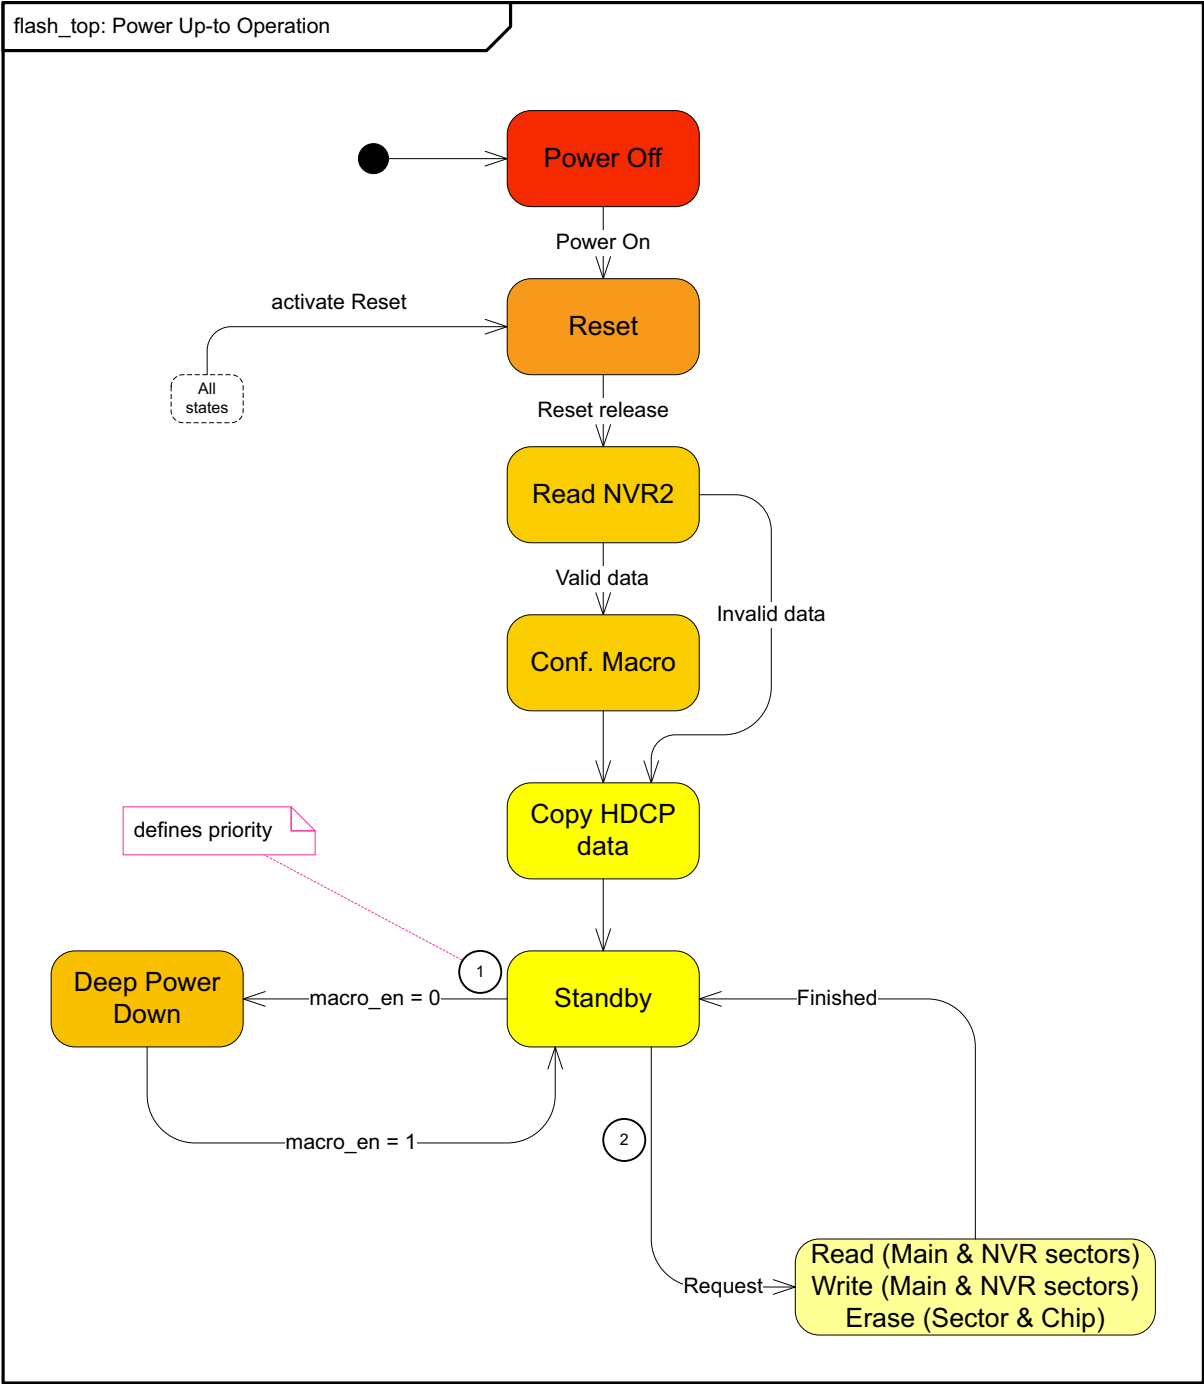 flash_top: Power Up-to Operation
Power Off
Power On
activate Reset
Reset
All
states
Reset release
Read NVR2
Valid data
Invalid data
Conf. Macro
Copy HDCP
data
defines priority
1
Deep Power
Down
macro_en = 0
Standby
Finished
macro_en = 1
2
Request
Read (Main & NVR sectors)
Write (Main & NVR sectors)
Erase (Sector & Chip)